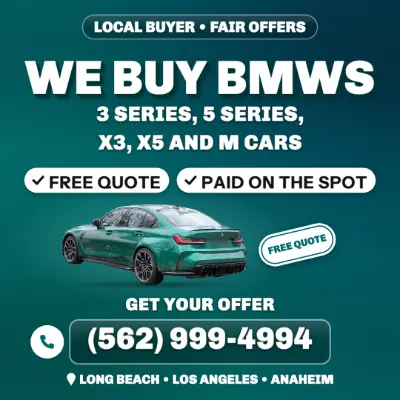 LOCAL BUYER • FAIR OFFERS
WE BUY BMWS
3 SERIES, 5 SERIES,
X3, X5 AND M CARS
FREE QUOTE
PAID ON THE SPOT
FREE QUOTE
GET YOUR OFFER
(562) 999-4994
LONG BEACH • LOS ANGELES • ANAHEIM